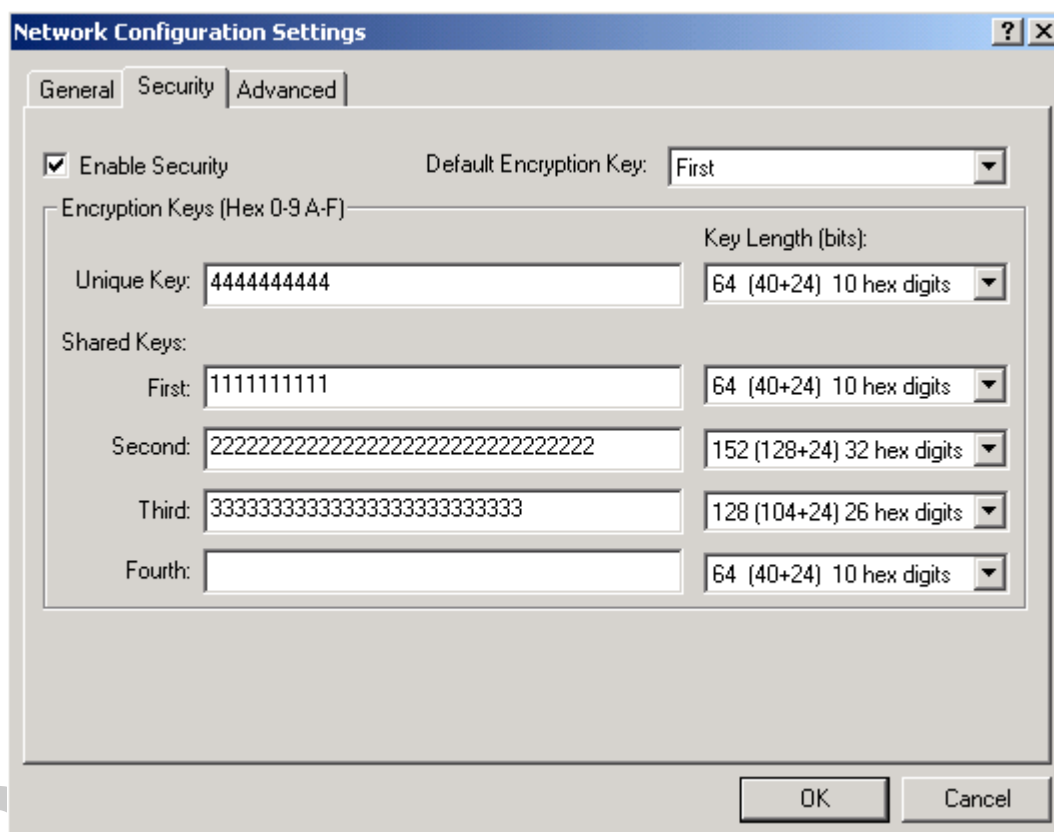 Network Configuration Settings
General Security Advanced
Enable Security Default Encryption Key: First
Encryption Keys (Hex 0-9 A-F)
Key Length (bits):
Unique Key: 4444444444 64 (40+24) 10 hex digits
Shared Keys:
First: 1111111111 64 (40+24) 10 hex digits
Second: 22222222222222222222222222222222 152 (128+24) 32 hex digits
Third: 33333333333333333333333333 128 (104+24) 26 hex digits
Fourth: 64 (40+24) 10 hex digits
OK Cancel